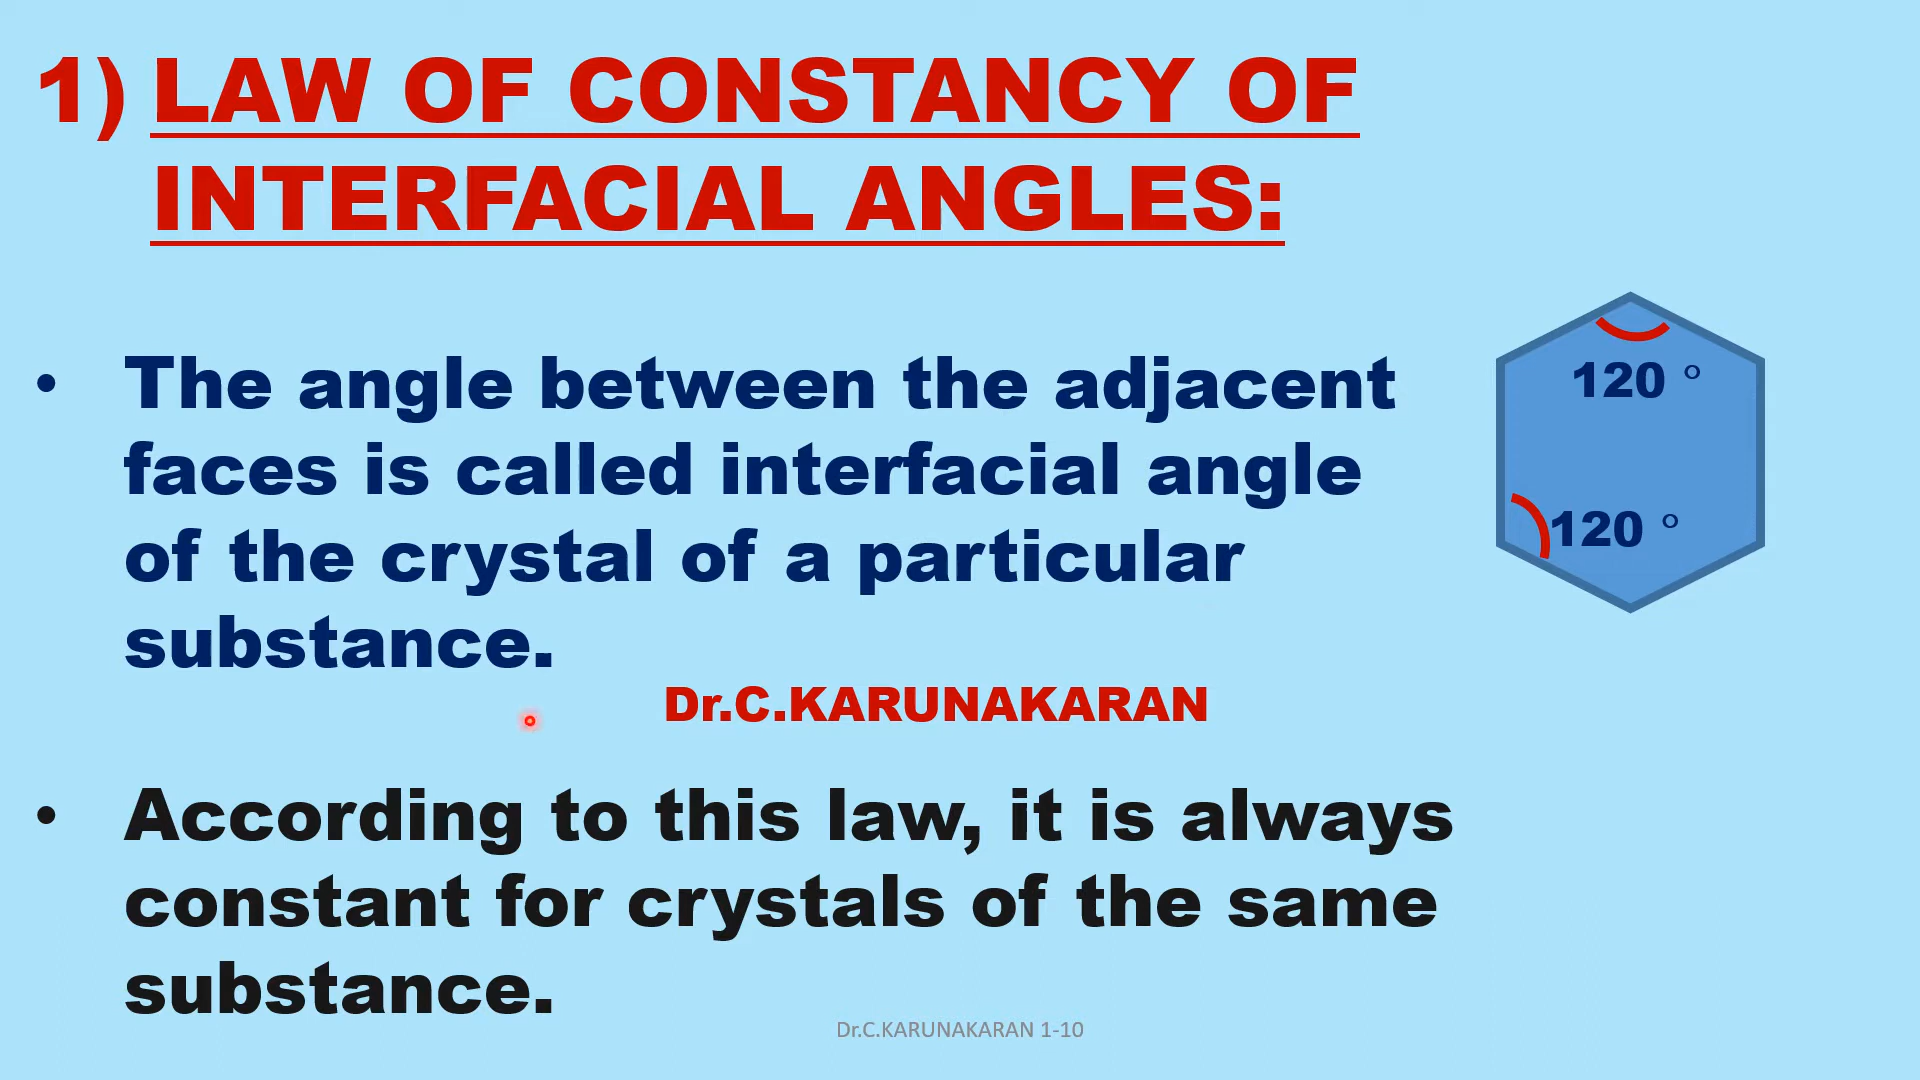 1) LAW OF CONSTANCY OF
INTERFACIAL ANGLES:
• The angle between the adjacent
faces is called interfacial angle
of the crystal of a particular
substance.
120 °
120 °
Dr.C.KARUNAKARAN
• According to this law, it is always
constant for crystals of the same
substance.
Dr.C.KARUNAKARAN 1-10